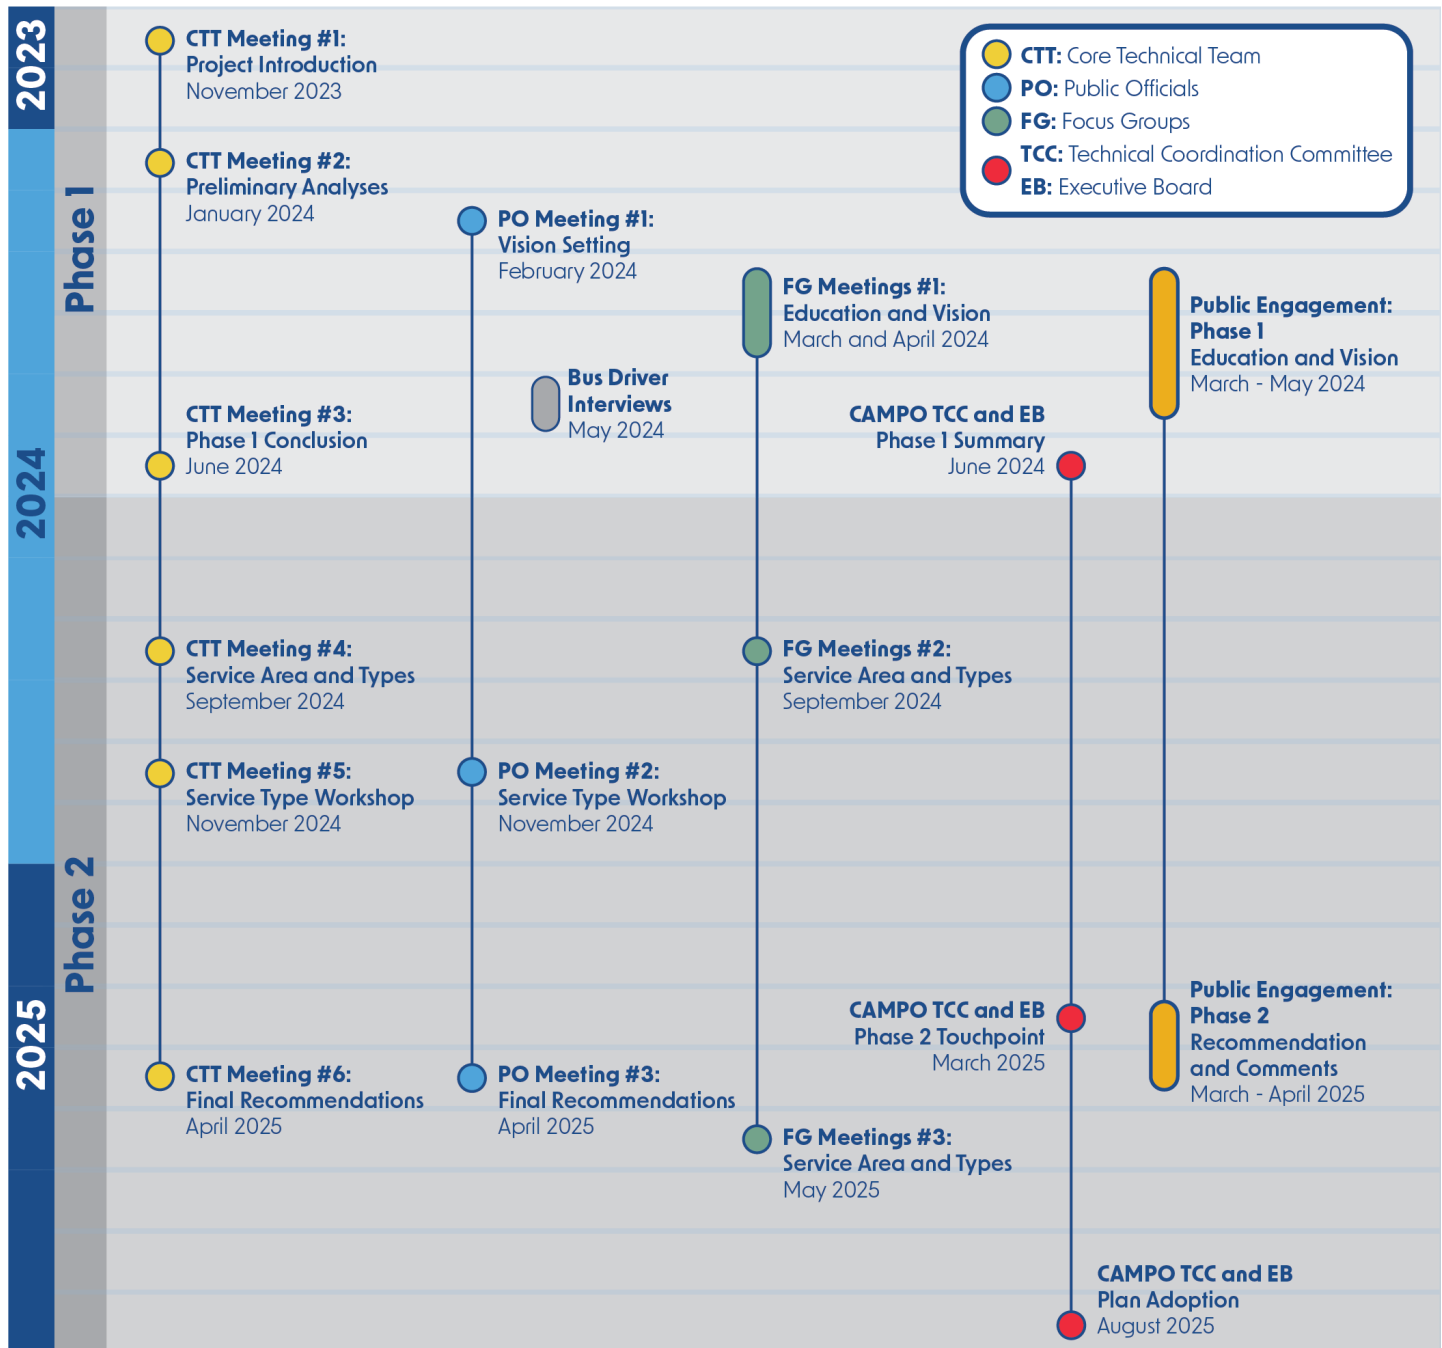 2023
2024
2025
Phase 1
Phase 2
CTT: Core Technical Team
PO: Public Officials
FG: Focus Groups
TCC: Technical Coordination Committee
EB: Executive Board
CTT Meeting #1:
Project Introduction
November 2023
CTT Meeting #2:
Preliminary Analyses
January 2024
CTT Meeting #3:
Phase 1 Conclusion
June 2024
CTT Meeting #4:
Service Area and Types
September 2024
CTT Meeting #5:
Service Type Workshop
November 2024
CTT Meeting #6:
Final Recommendations
April 2025
PO Meeting #1:
Vision Setting
February 2024
Bus Driver
Interviews
May 2024
PO Meeting #2:
Service Type Workshop
November 2024
PO Meeting #3:
Final Recommendations
April 2025
FG Meetings #1:
Education and Vision
March and April 2024
FG Meetings #2:
Service Area and Types
September 2024
FG Meetings #3:
Service Area and Types
May 2025
CAMPO TCC and EB
Phase 1 Summary
June 2024
CAMPO TCC and EB
Phase 2 Touchpoint
March 2025
CAMPO TCC and EB
Plan Adoption
August 2025
Public Engagement:
Phase 1
Education and Vision
March - May 2024
Public Engagement:
Phase 2
Recommendation
and Comments
March - April 2025